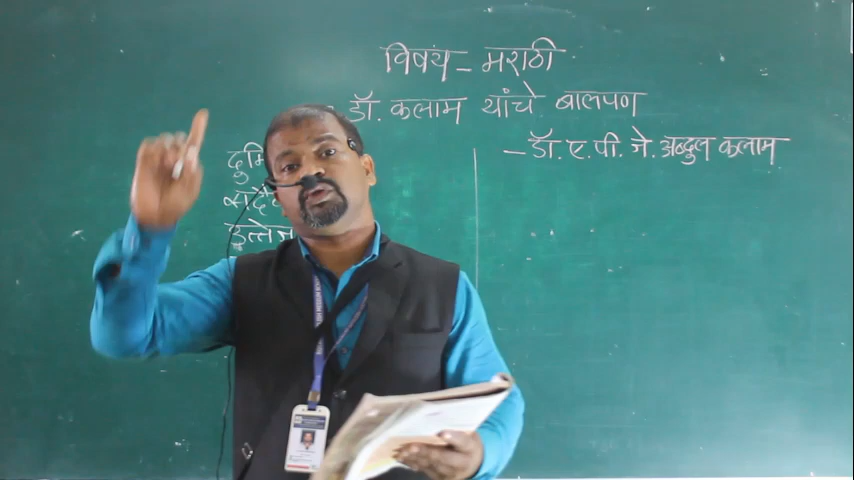 विषय - मराठी
डॉ. कलाम यांचे बालपण
- डॉ. ए. पी. जे. अब्दुल कलाम